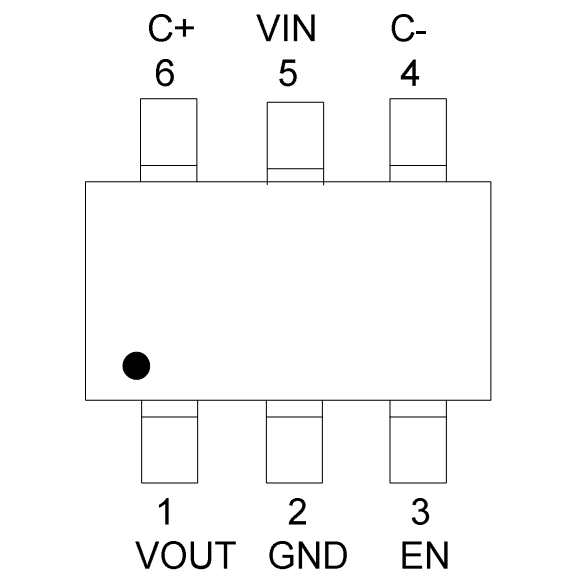 C+ VIN C-
6 5 4
1 2 3
VOUT GND EN